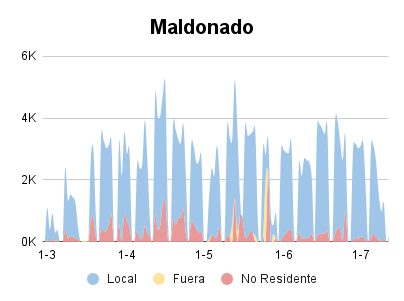 Maldonado
6K
4K
2K
0K
1-3 1-4 1-5 1-6 1-7
Local Fuera No Residente